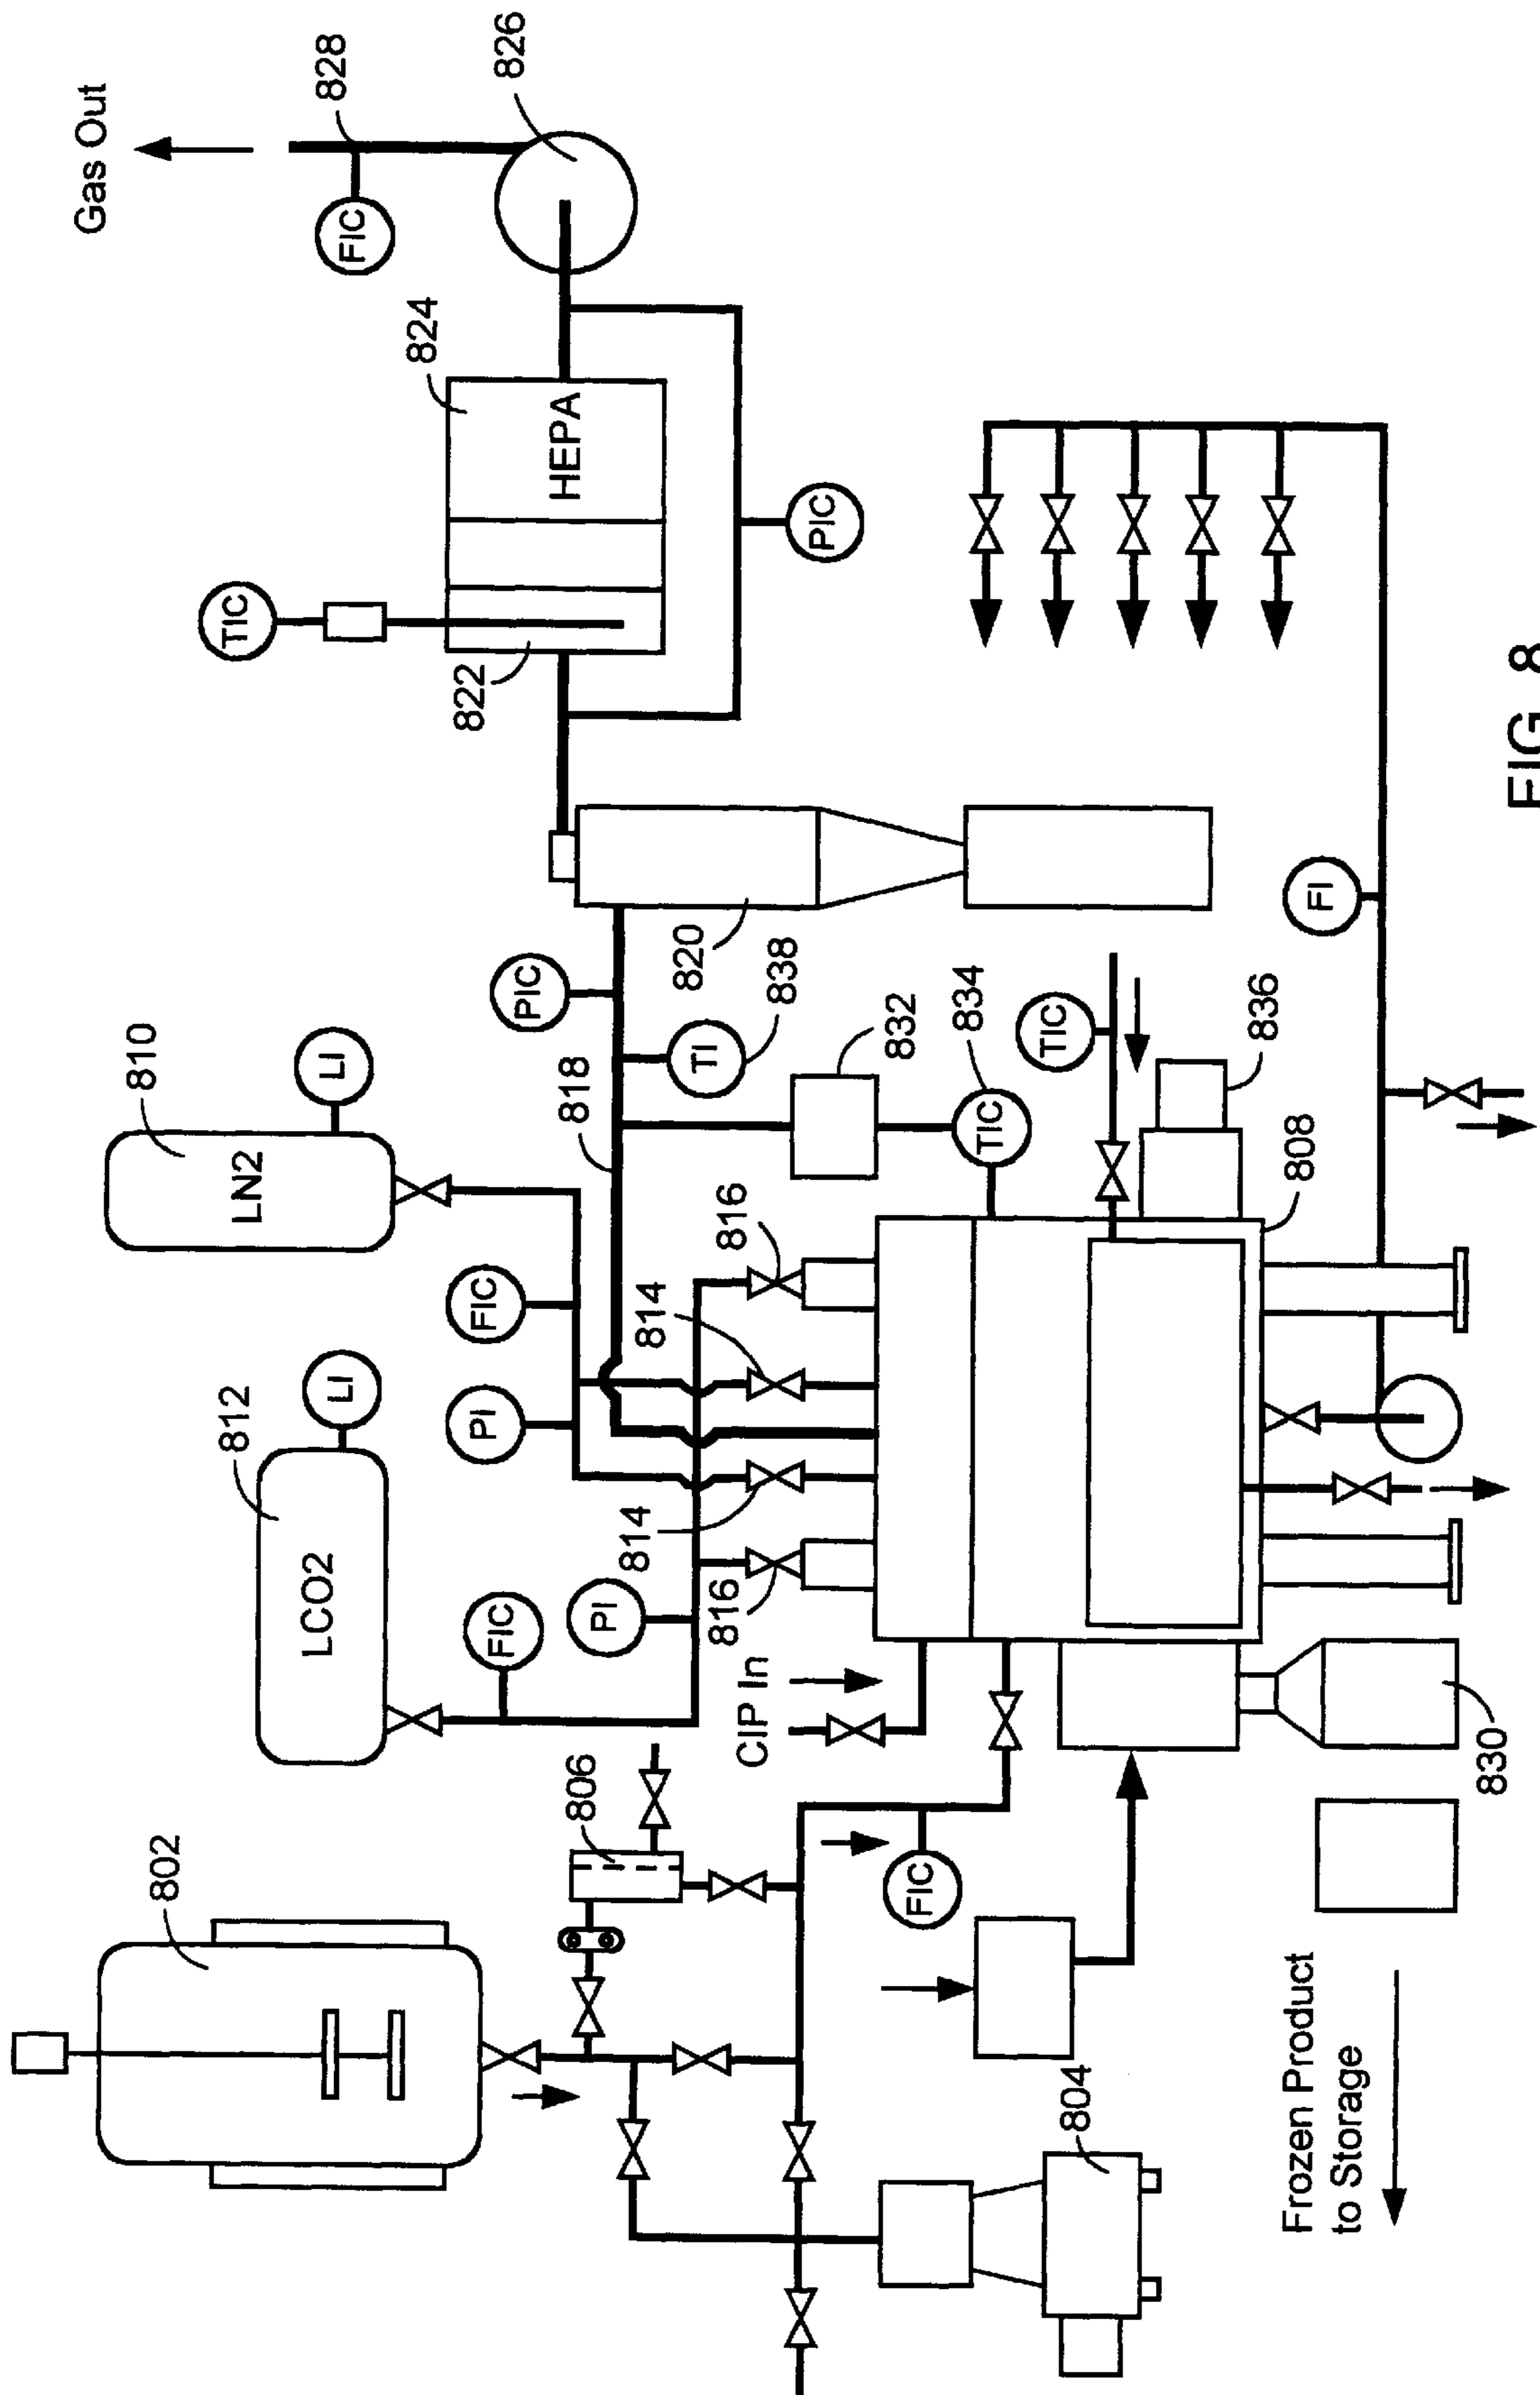 Gas Out
810
802
812
TIC
828
LN2
LI
LCO2
LI
FIC
824
822
826
FIC
PI
FIC
PIC
HEPA
806
818
PI
814
814
820
TI
816
816
838
CIP In
PIC
832
FIC
834
TIC
TIC
804
836
808
Frozen Product
to Storage
FI
830
FIG. 8